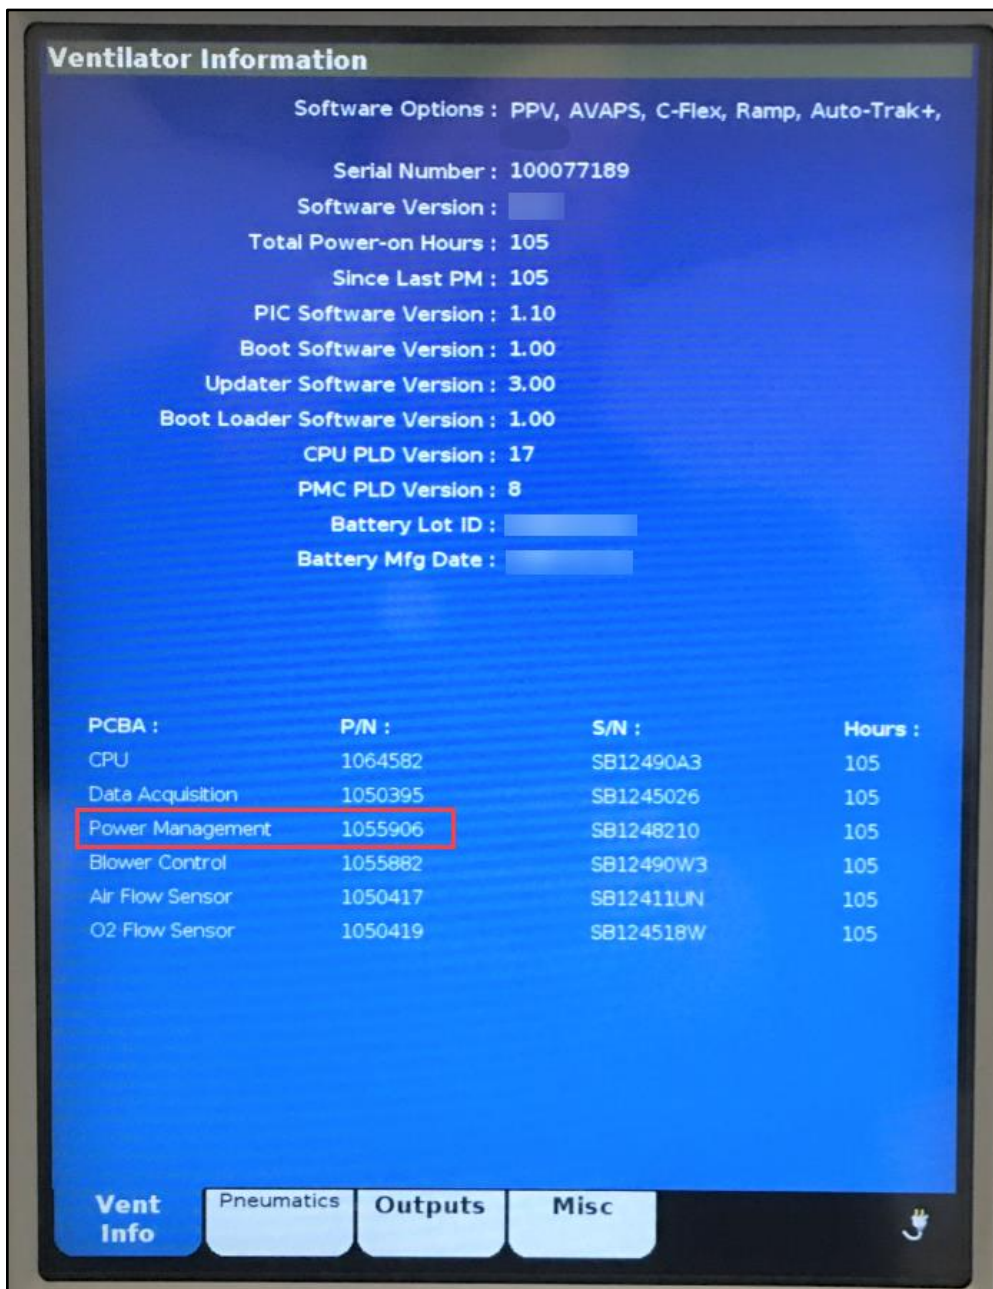 Ventilator Information
Software Options : PPV, AVAPS, C-Flex, Ramp, Auto-Trak+,
Serial Number : 100077189
Software Version :
Total Power-on Hours : 105
Since Last PM : 105
PIC Software Version : 1.10
Boot Software Version : 1.00
Updater Software Version : 3.00
Boot Loader Software Version : 1.00
CPU PLD Version : 17
PMC PLD Version : 8
Battery Lot ID :
Battery Mfg Date :
PCBA : P/N : S/N : Hours :
CPU 1064582 SB12490A3 105
Data Acquisition 1050395 SB1245026 105
Power Management 1055906 SB1248210 105
Blower Control 1055882 SB12490W3 105
Air Flow Sensor 1050417 SB12411UN 105
O2 Flow Sensor 1050419 SB124518W 105
Vent Info Pneumatics Outputs Misc